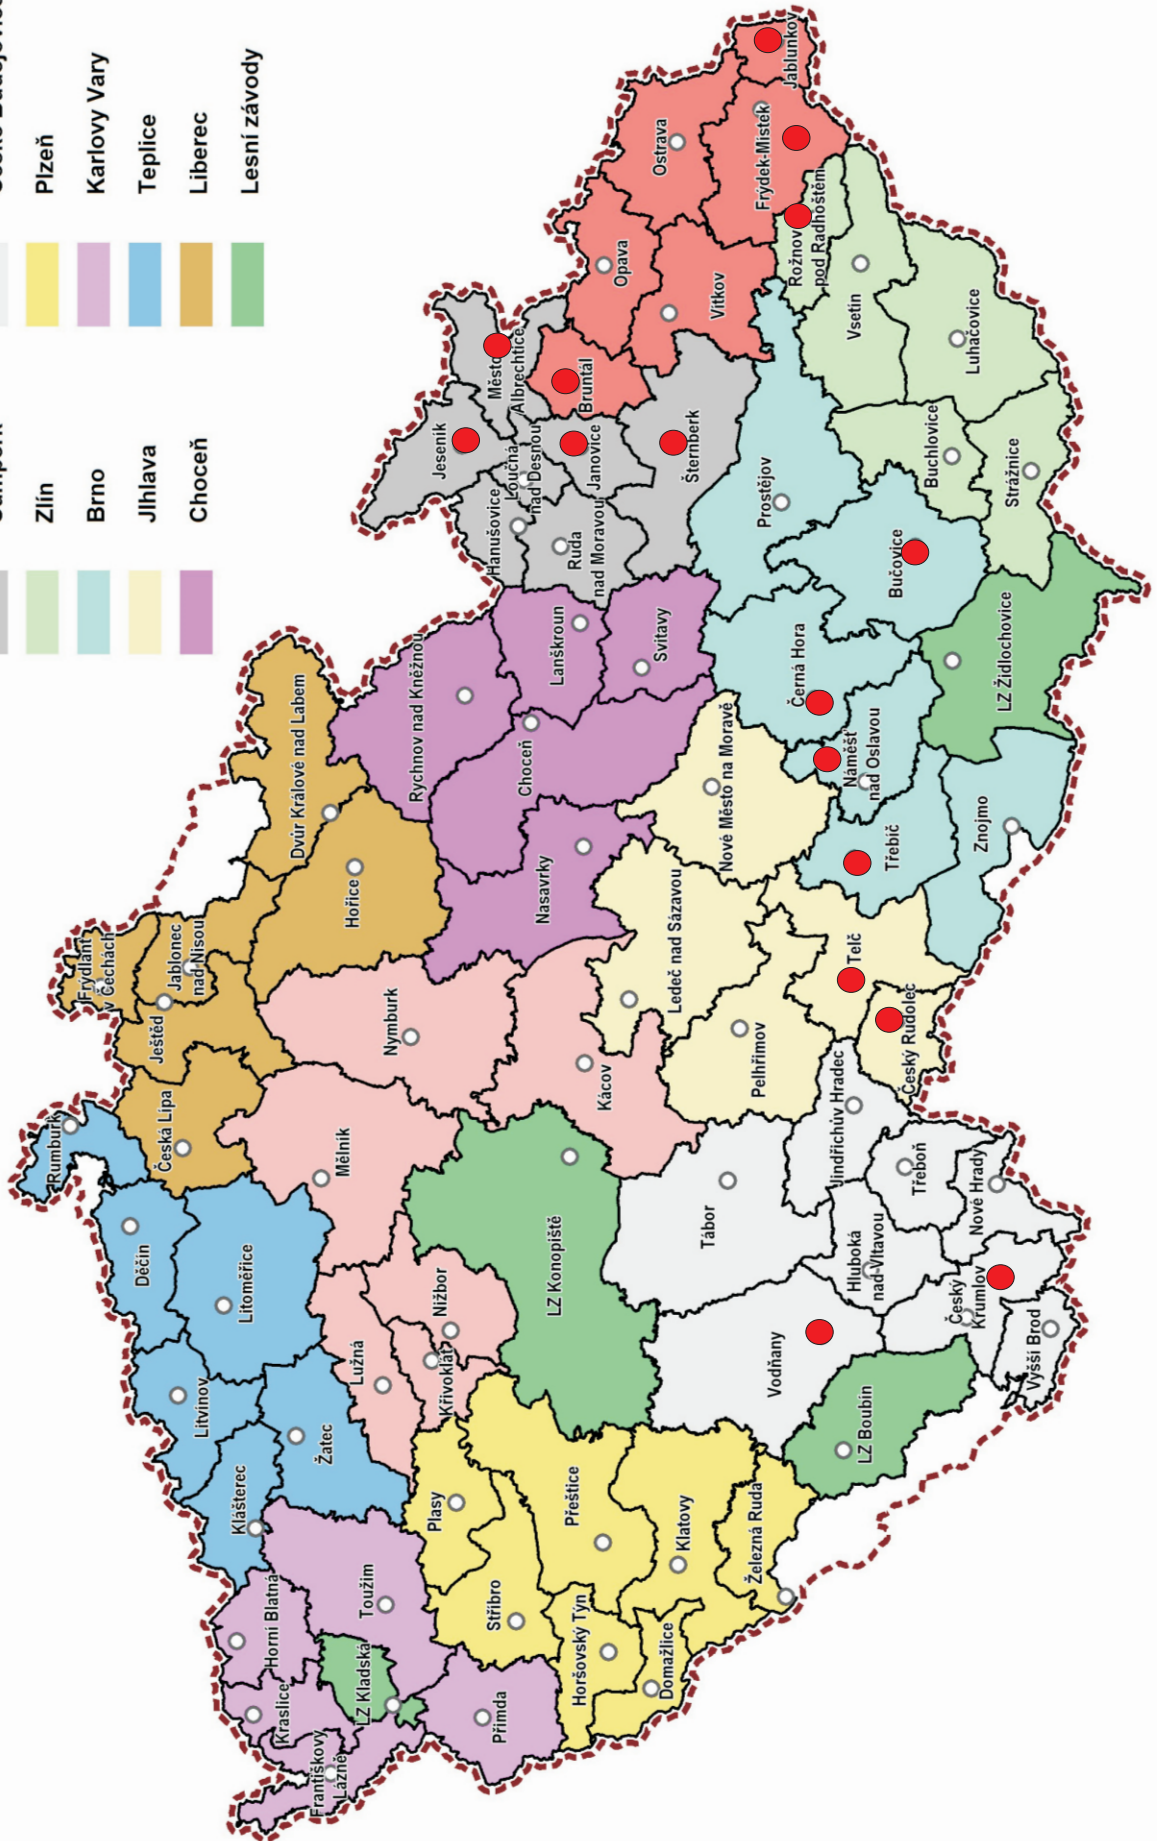 Plzeň
Karlovy Vary
Teplice
Liberec
Lesní závody
Zlín
Brno
JIhlava
Choceň
Rumburk
Frýdlant
v Čechách
Děčín
Česká Lípa
Ještěd
Jablonec
nad Nisou
Litvínov
Litoměřice
Klášterec
Kraslice
Horní Blatná
Žatec
Dvůr Králové nad Labem
Františkovy
Lázně
Mělník
Hořice
LZ Kladská
Toužim
Lužná
Nymburk
Rychnov nad Kněžnou
Plasy
Křivoklát
Nižbor
Jeseník
Přimda
Stříbro
Hanušovice
Loučná
nad Desnou
Město
Albrechtice
Choceň
Nasavrky
LZ Konopiště
Lanškroun
Ruda
nad Moravou
Janovice
Bruntál
Horšovský Týn
Přeštice
Kácov
Opava
Domažlice
Klatovy
Ledeč nad Sázavou
Svitavy
Šternberk
Ostrava
Tábor
Vítkov
Železná Ruda
Pelhřimov
Nové Město na Moravě
Prostějov
Frýdek-Místek
Jablunkov
Vodňany
Černá Hora
Rožnov
pod Radhoštěm
Jindřichův Hradec
Telč
Náměšť
nad Oslavou
Vsetín
LZ Boubín
Hluboká
nad Vltavou
Třebíč
Bučovice
Český Rudolec
Třeboň
Buchlovice
Český
Krumlov
Nové Hrady
Znojmo
LZ Židlochovice
Luhačovice
Strážnice
Vyšší Brod